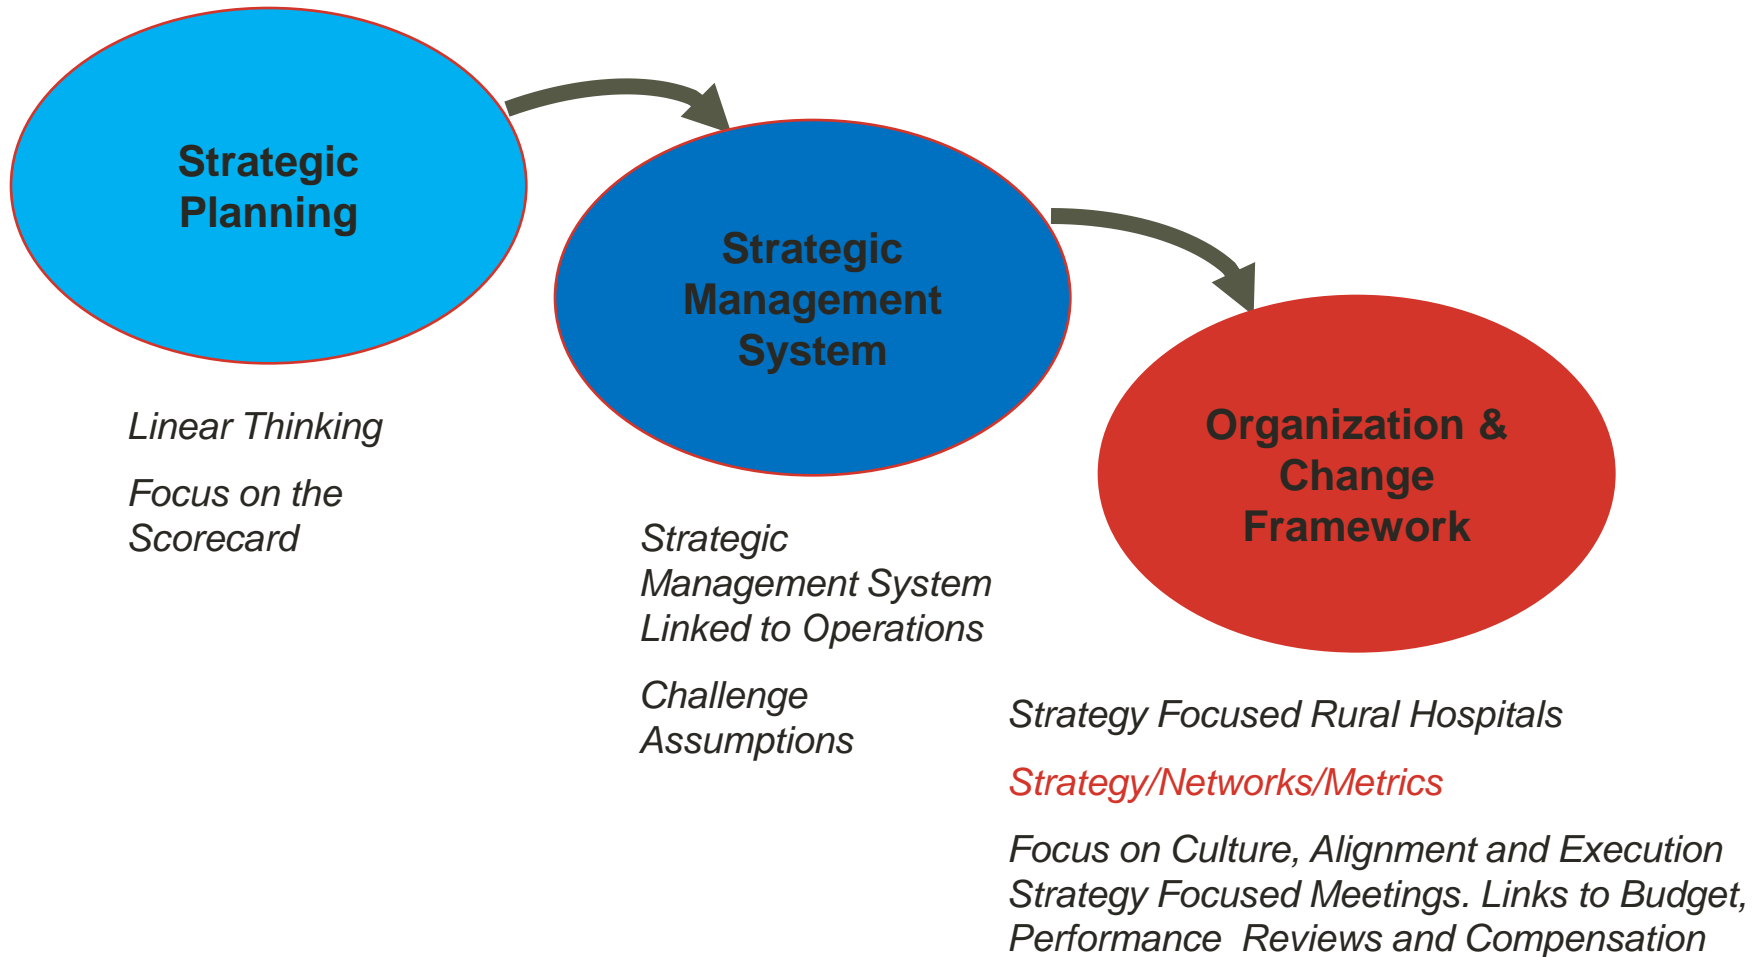 Strategic
Planning
Strategic
Management
System
Organization &
Change
Framework
Linear Thinking
Focus on the
Scorecard
Strategic
Management System
Linked to Operations
Challenge
Assumptions
Strategy Focused Rural Hospitals
Strategy/Networks/Metrics
Focus on Culture, Alignment and Execution
Strategy Focused Meetings. Links to Budget,
Performance  Reviews and Compensation